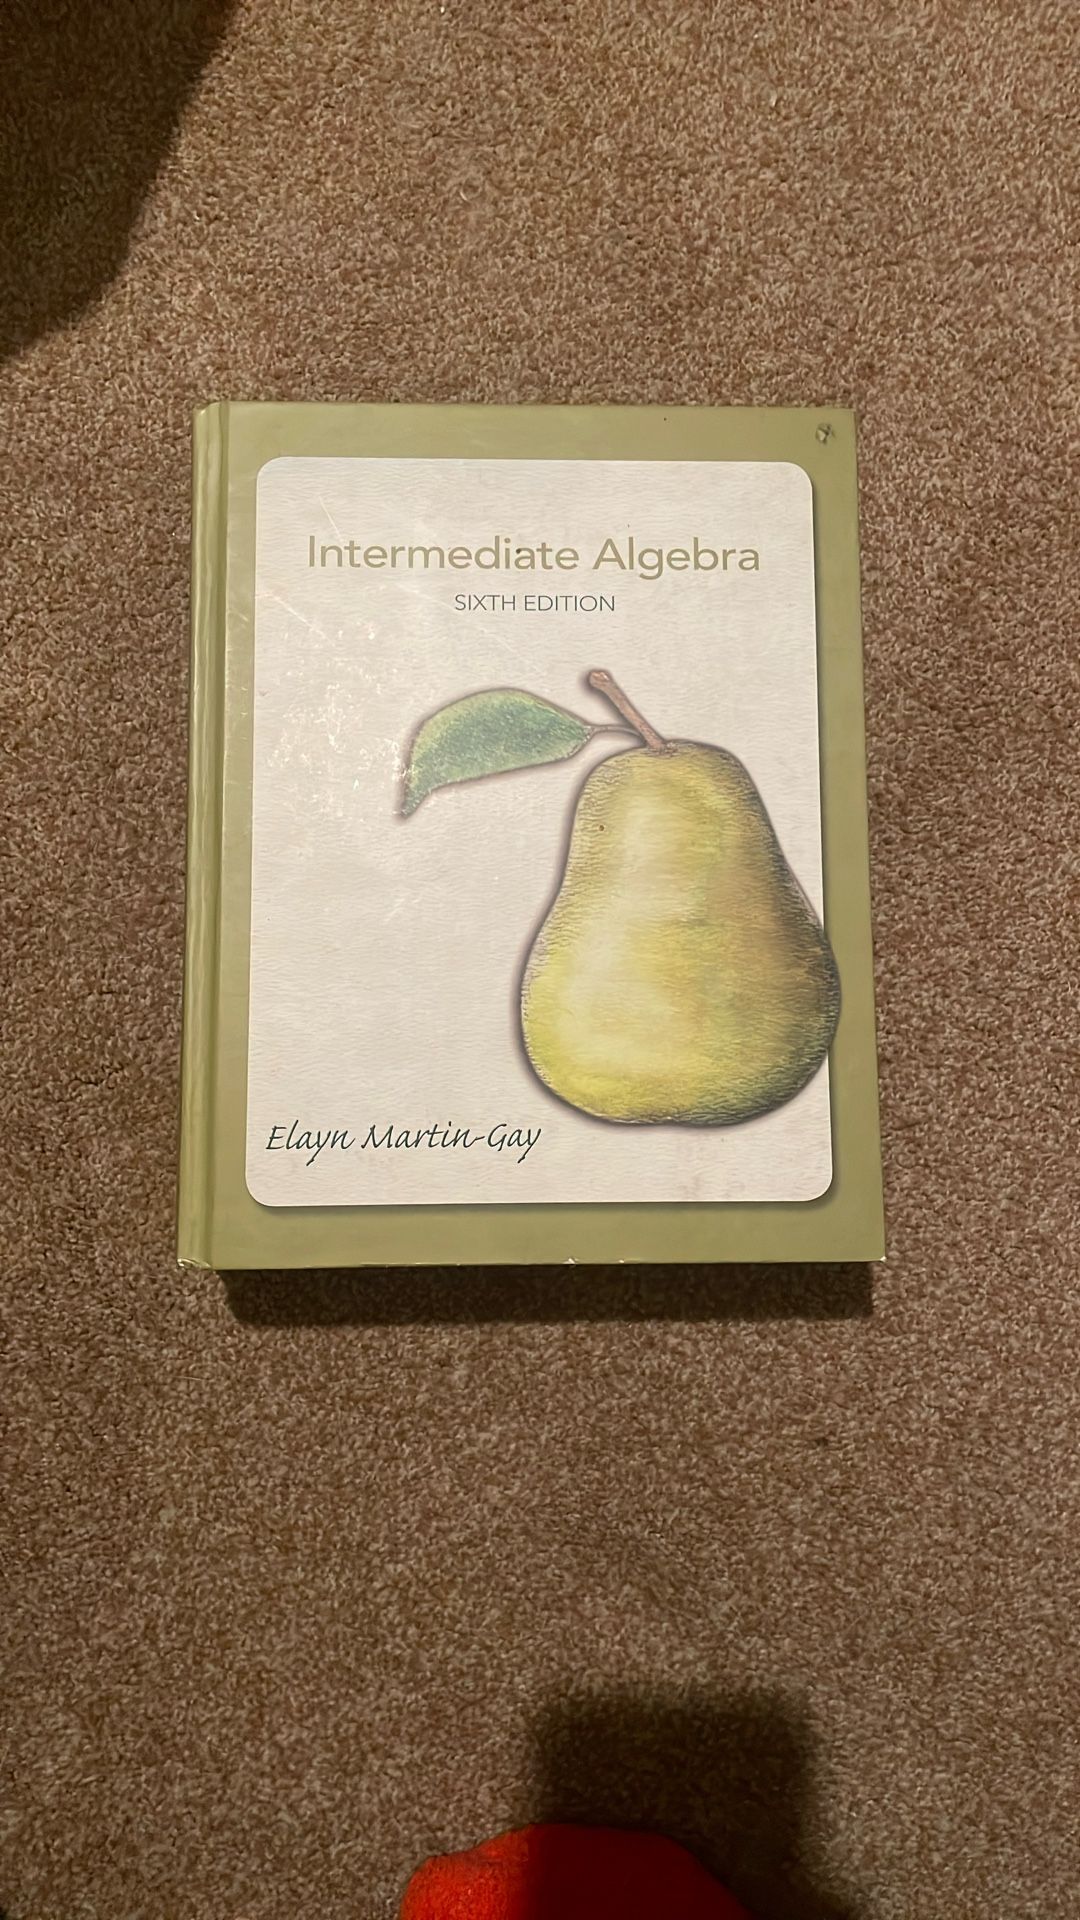 Intermediate Algebra
SIXTH EDITION
Elayn Martin-Gay